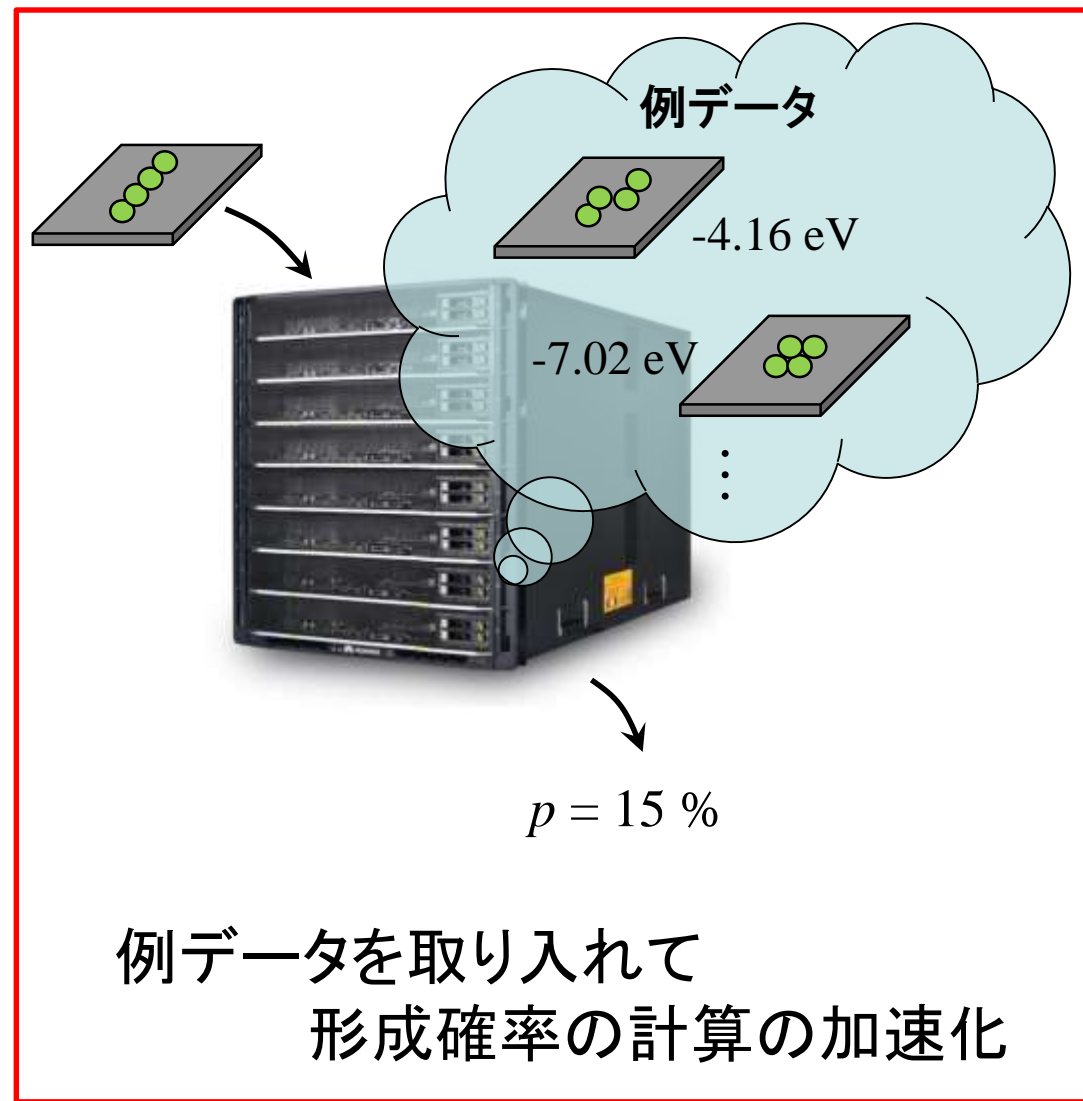 例データ
-4.16 eV
-7.02 eV
⋮
p = 15 %
例データを取り入れて
形成確率の計算の加速化